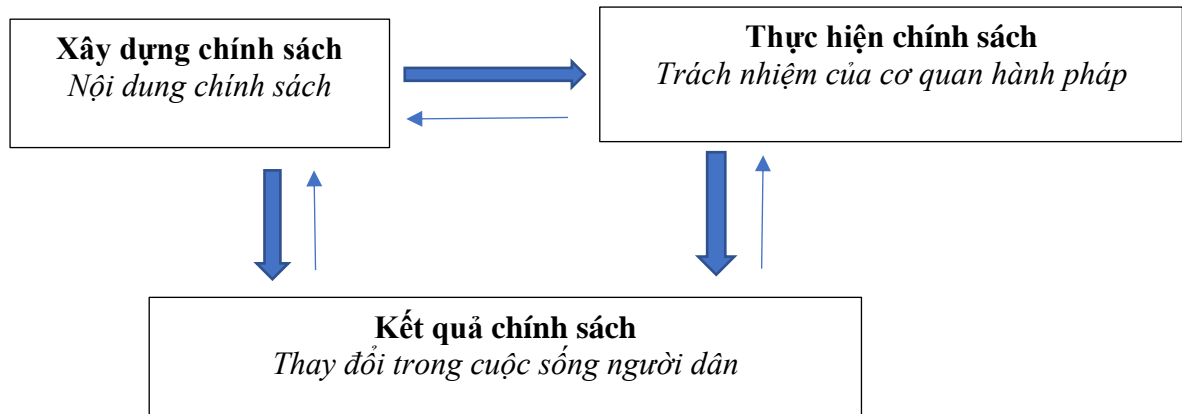 Xây dựng chính sách
Nội dung chính sách
Thực hiện chính sách
Trách nhiệm của cơ quan hành pháp
Kết quả chính sách
Thay đổi trong cuộc sống người dân